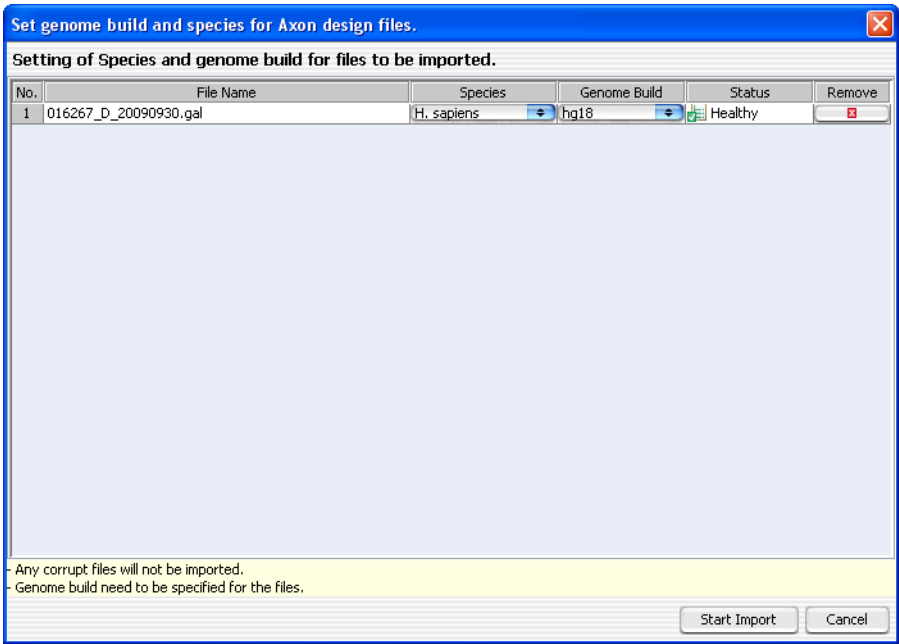 Set genome build and species for Axon design files.
Setting of Species and genome build for files to be imported.
No. File Name Species Genome Build Status Remove
1 016267_D_20090930.gal H. sapiens hg18 Healthy
- Any corrupt files will not be imported.
- Genome build need to be specified for the files.
Start Import Cancel